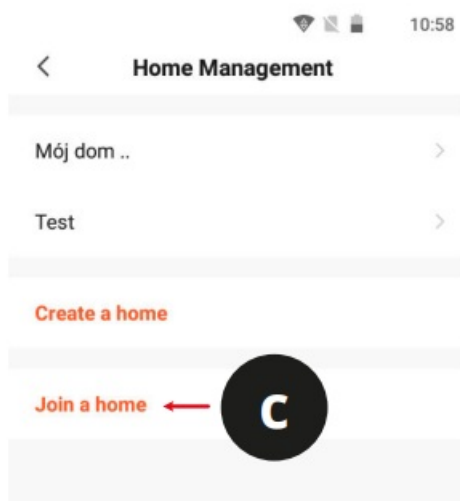 10:58
Home Management
Mój dom ..
Test
Create a home
Join a home
C